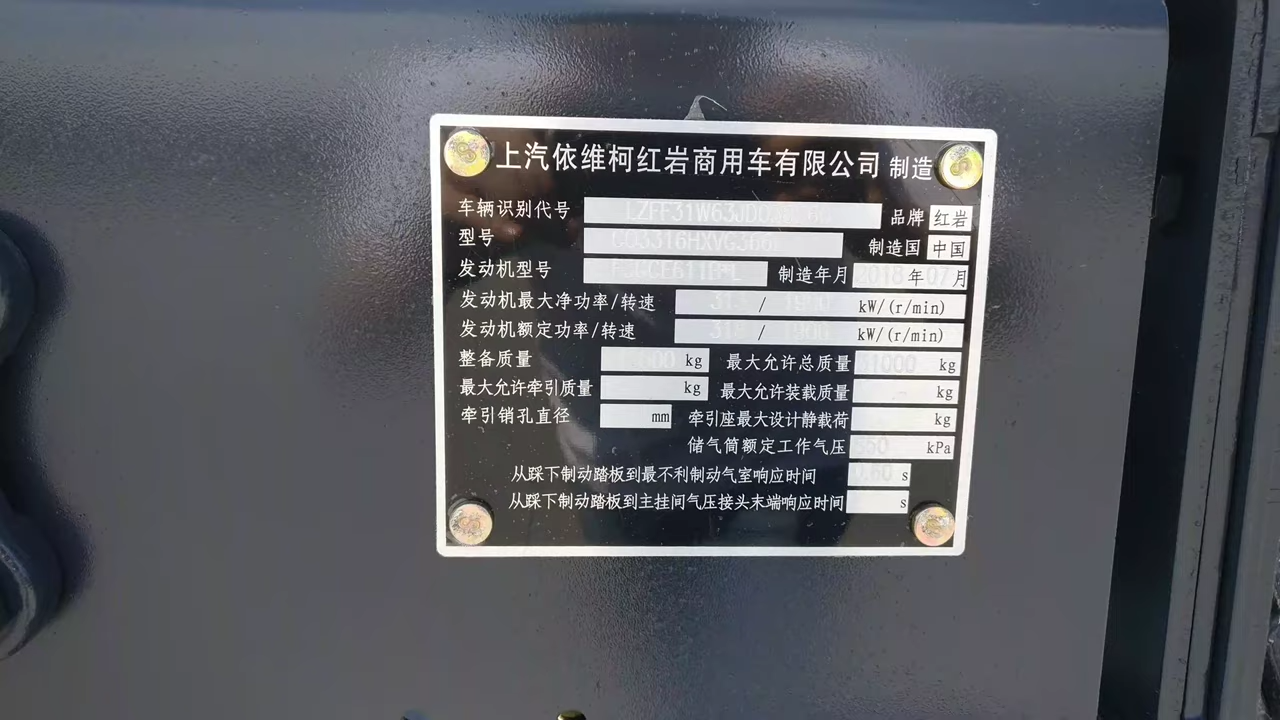 上汽依维柯红岩商用车有限公司 制造
车辆识别代号 品牌 红岩
型号 制造国 中国
发动机型号 制造年月 2018 年 07 月
发动机最大净功率/转速 / kW/(r/min)
发动机额定功率/转速 / kW/(r/min)
整备质量 kg 最大允许总质量 31000 kg
最大允许牵引质量 kg 最大允许装载质量 kg
牵引销孔直径 mm 牵引座最大设计静载荷 kg
储气筒额定工作气压 kPa
从踩下制动踏板到最不利制动气室响应时间 0.60 s
从踩下制动踏板到主挂间气压接头末端响应时间 s